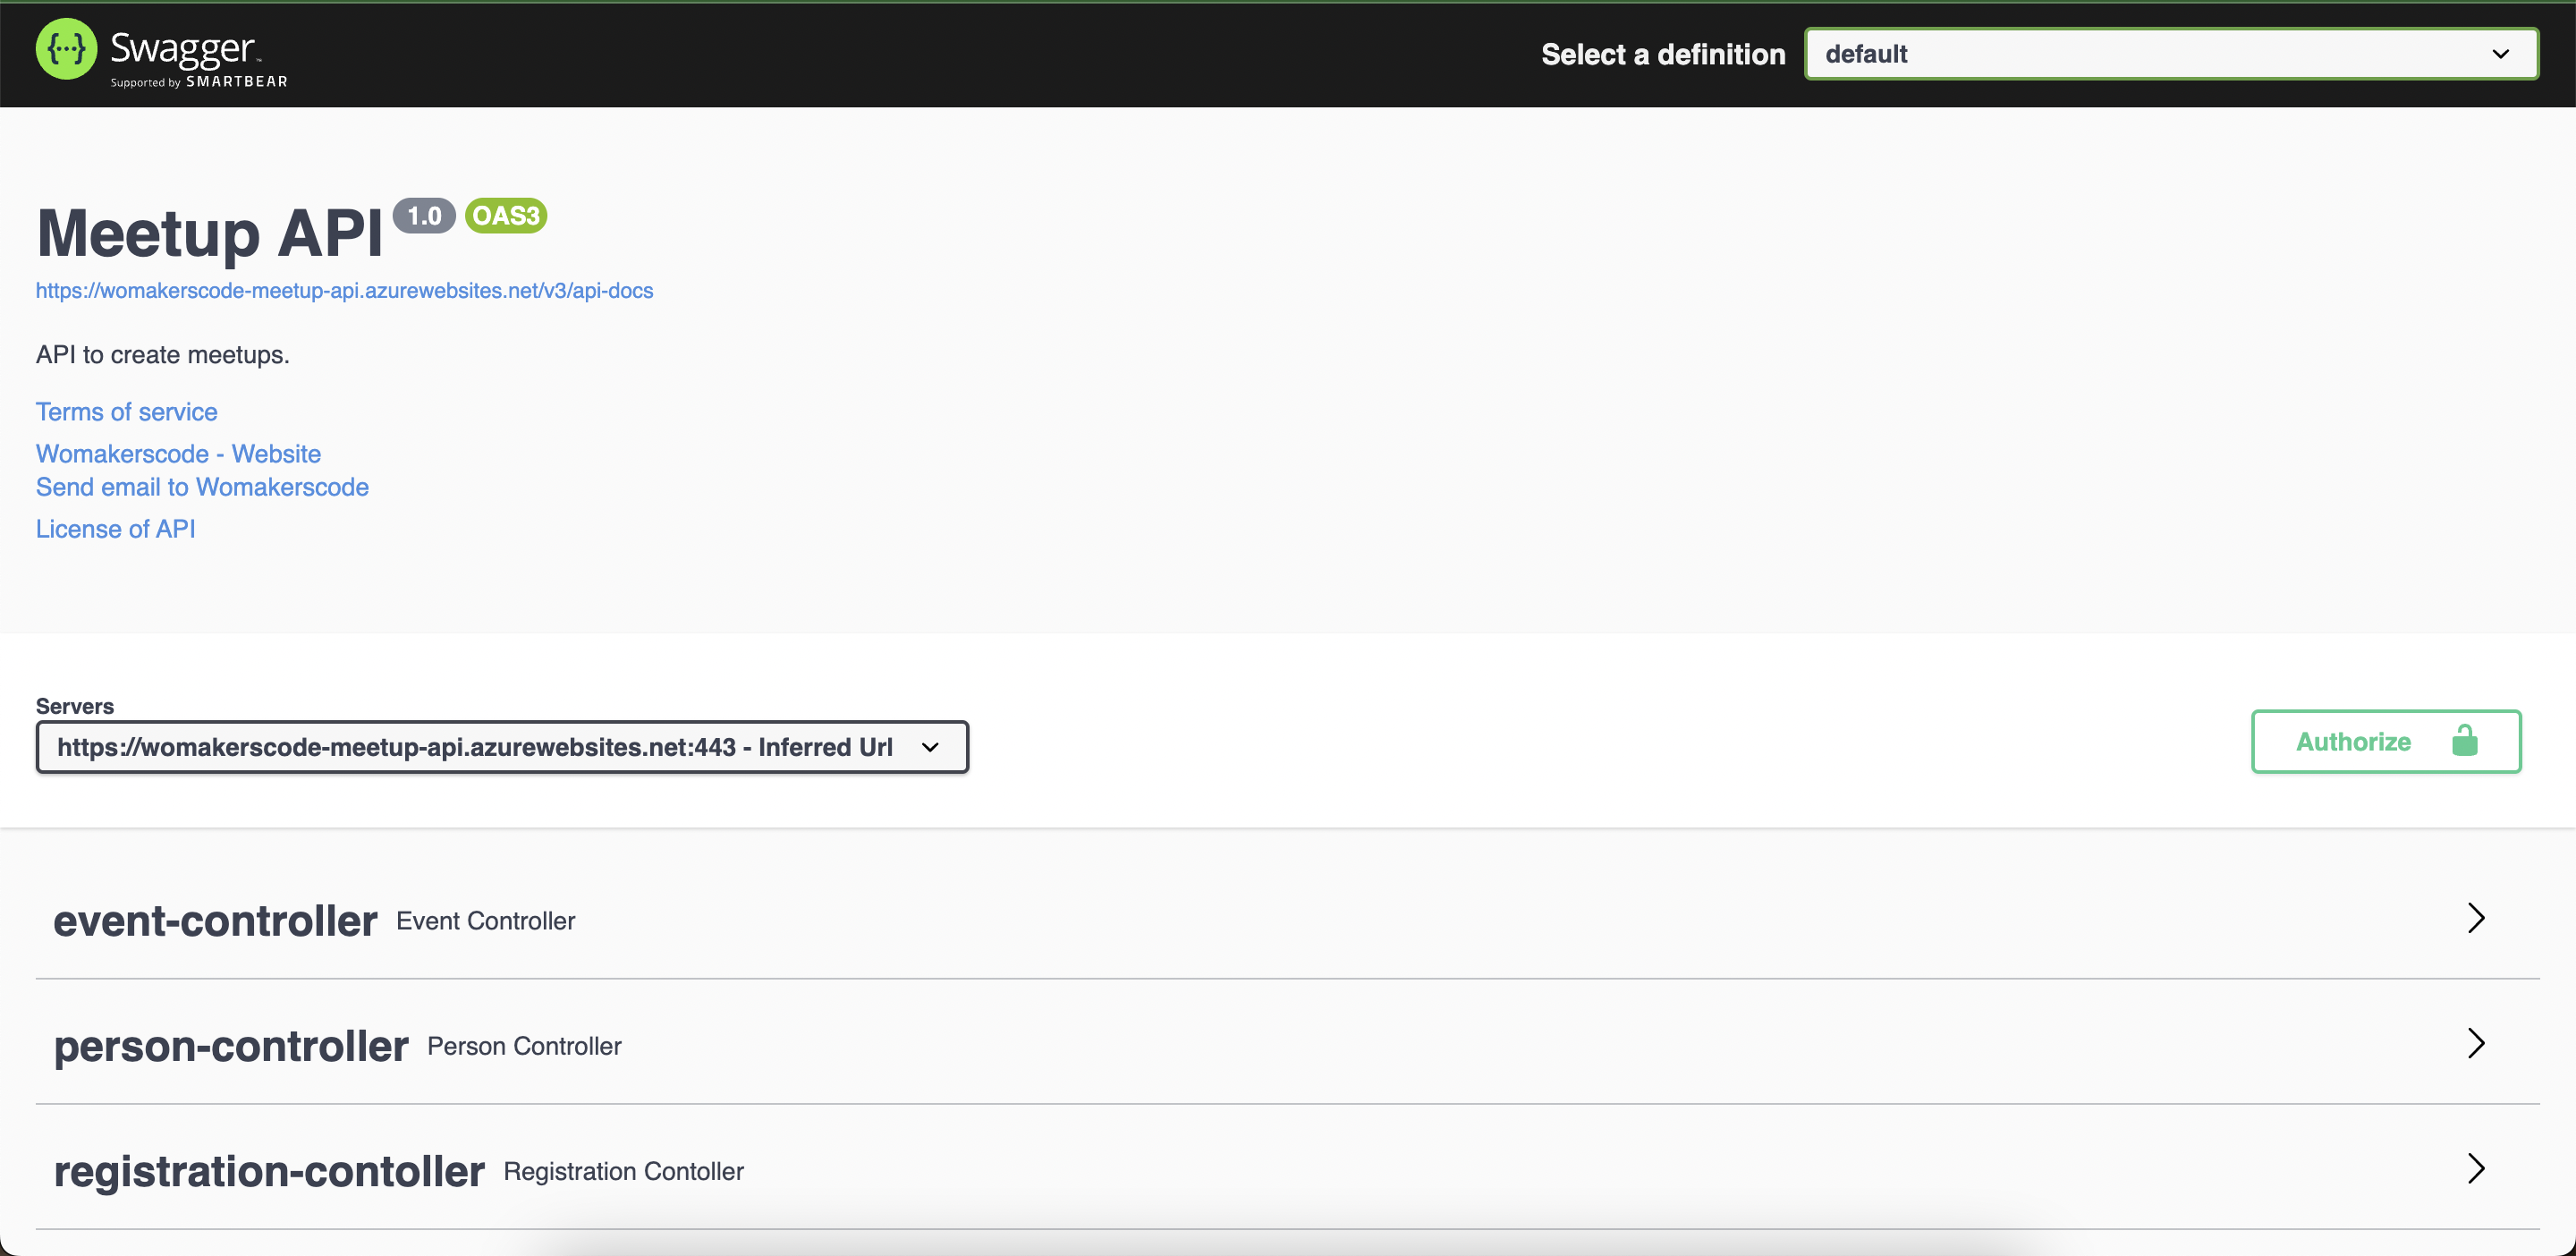 Swagger™
Supported by SMARTBEAR
Select a definition
default
Meetup API 1.0 OAS3
https://womakerscode-meetup-api.azurewebsites.net/v3/api-docs
API to create meetups.
Terms of service
Womakerscode - Website
Send email to Womakerscode
License of API
Servers
https://womakerscode-meetup-api.azurewebsites.net:443 - Inferred Url
Authorize
event-controller Event Controller
person-controller Person Controller
registration-contoller Registration Contoller